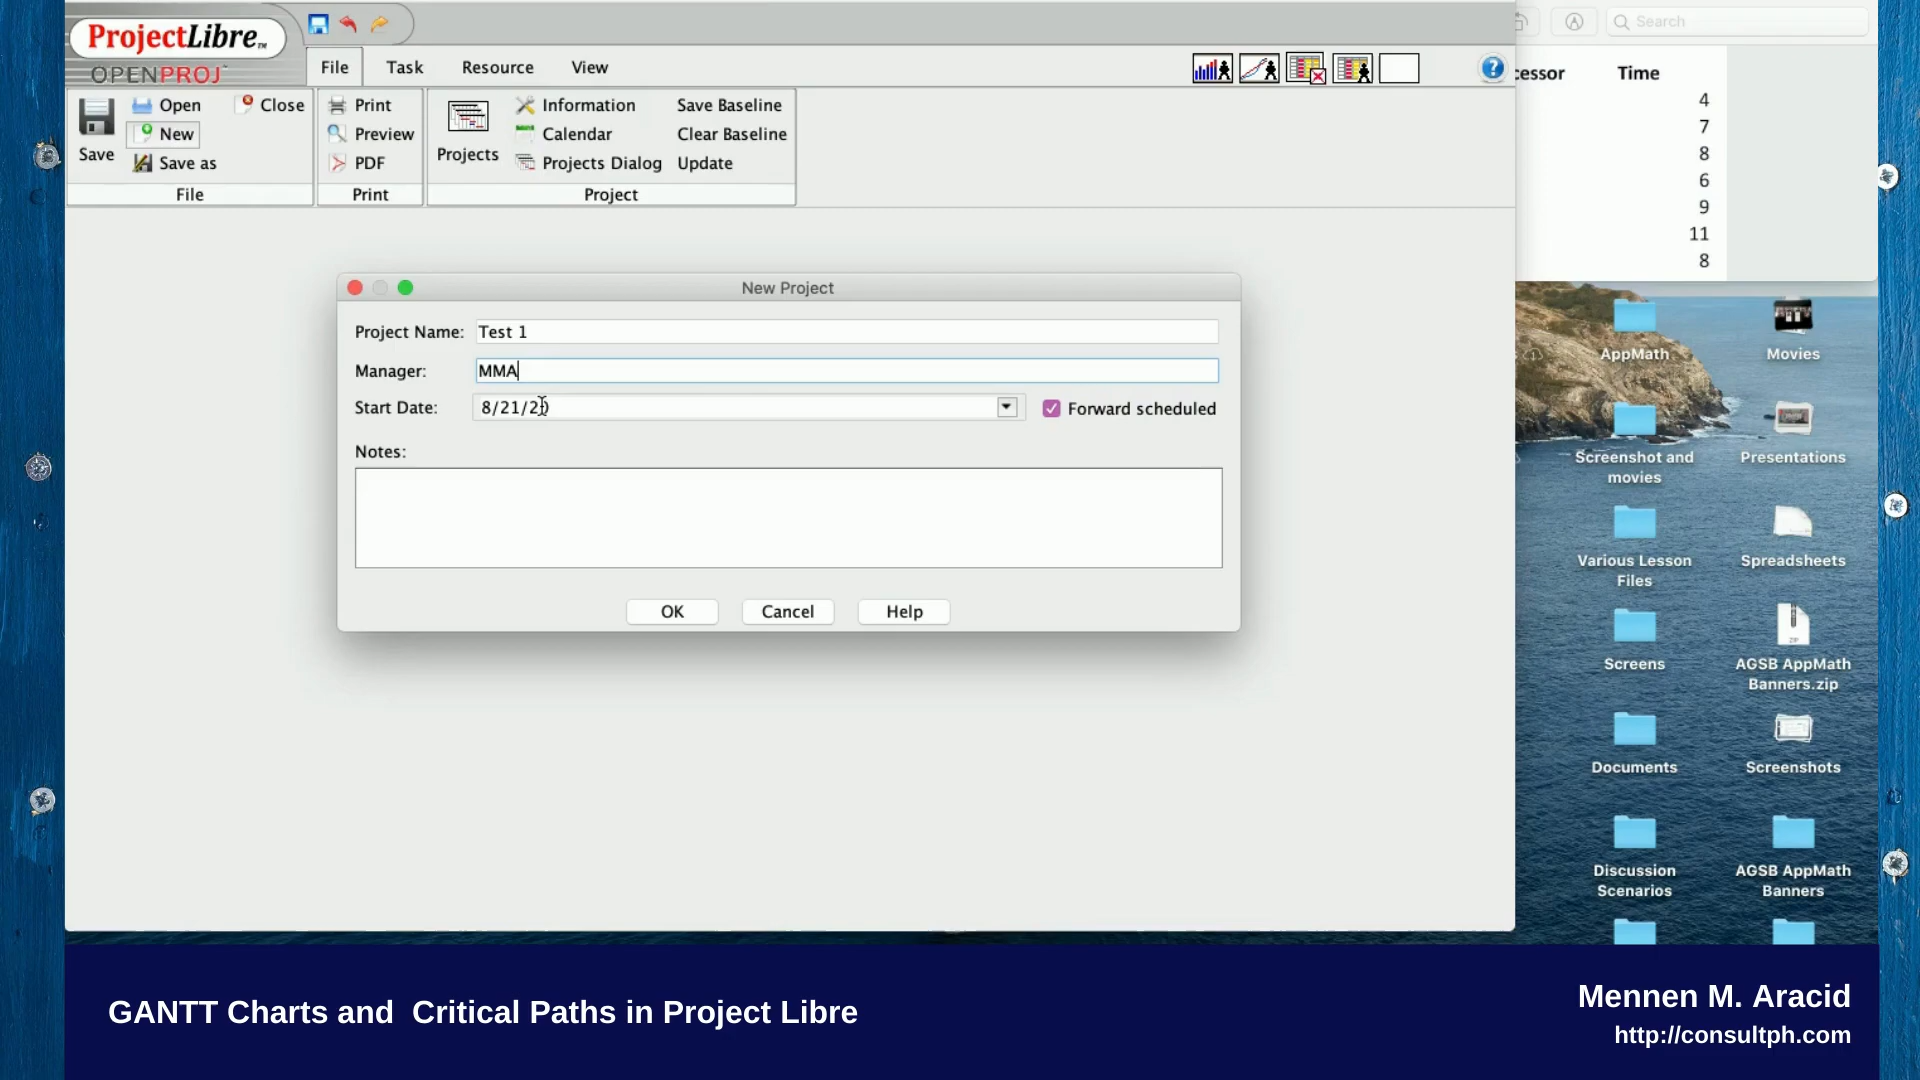 ProjectLibre™
OPENPROJ
File Task Resource View
Search
Save
Open
New
Save as
Close
File
Print
Preview
PDF
Print
Projects
Information
Calendar
Projects Dialog
Save Baseline
Clear Baseline
Update
Project
cessor Time
4
7
8
6
9
11
8
New Project
Project Name: Test 1
Manager: MMA
Start Date: 8/21/20
Forward scheduled
Notes:
OK Cancel Help
AppMath
Movies
Screenshot and
movies
Presentations
Various Lesson
Files
Spreadsheets
Screens
AGSB AppMath
Banners.zip
ZIP
Documents
Screenshots
Discussion
Scenarios
AGSB AppMath
Banners
GANTT Charts and  Critical Paths in Project Libre
Mennen M. Aracid
http://consultph.com